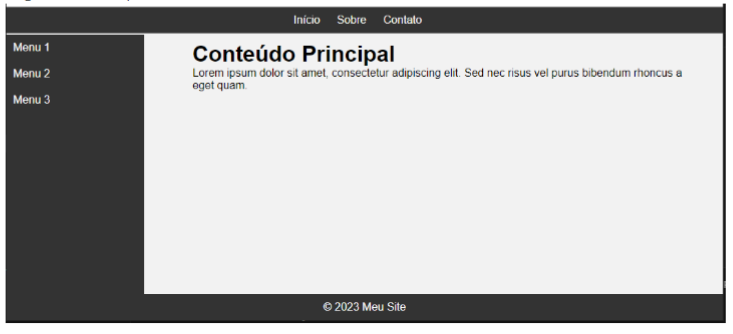 Início Sobre Contato
Menu 1
Menu 2
Menu 3
Conteúdo Principal
Lorem ipsum dolor sit amet, consectetur adipiscing elit. Sed nec risus vel purus bibendum rhoncus a
eget quam.
© 2023 Meu Site